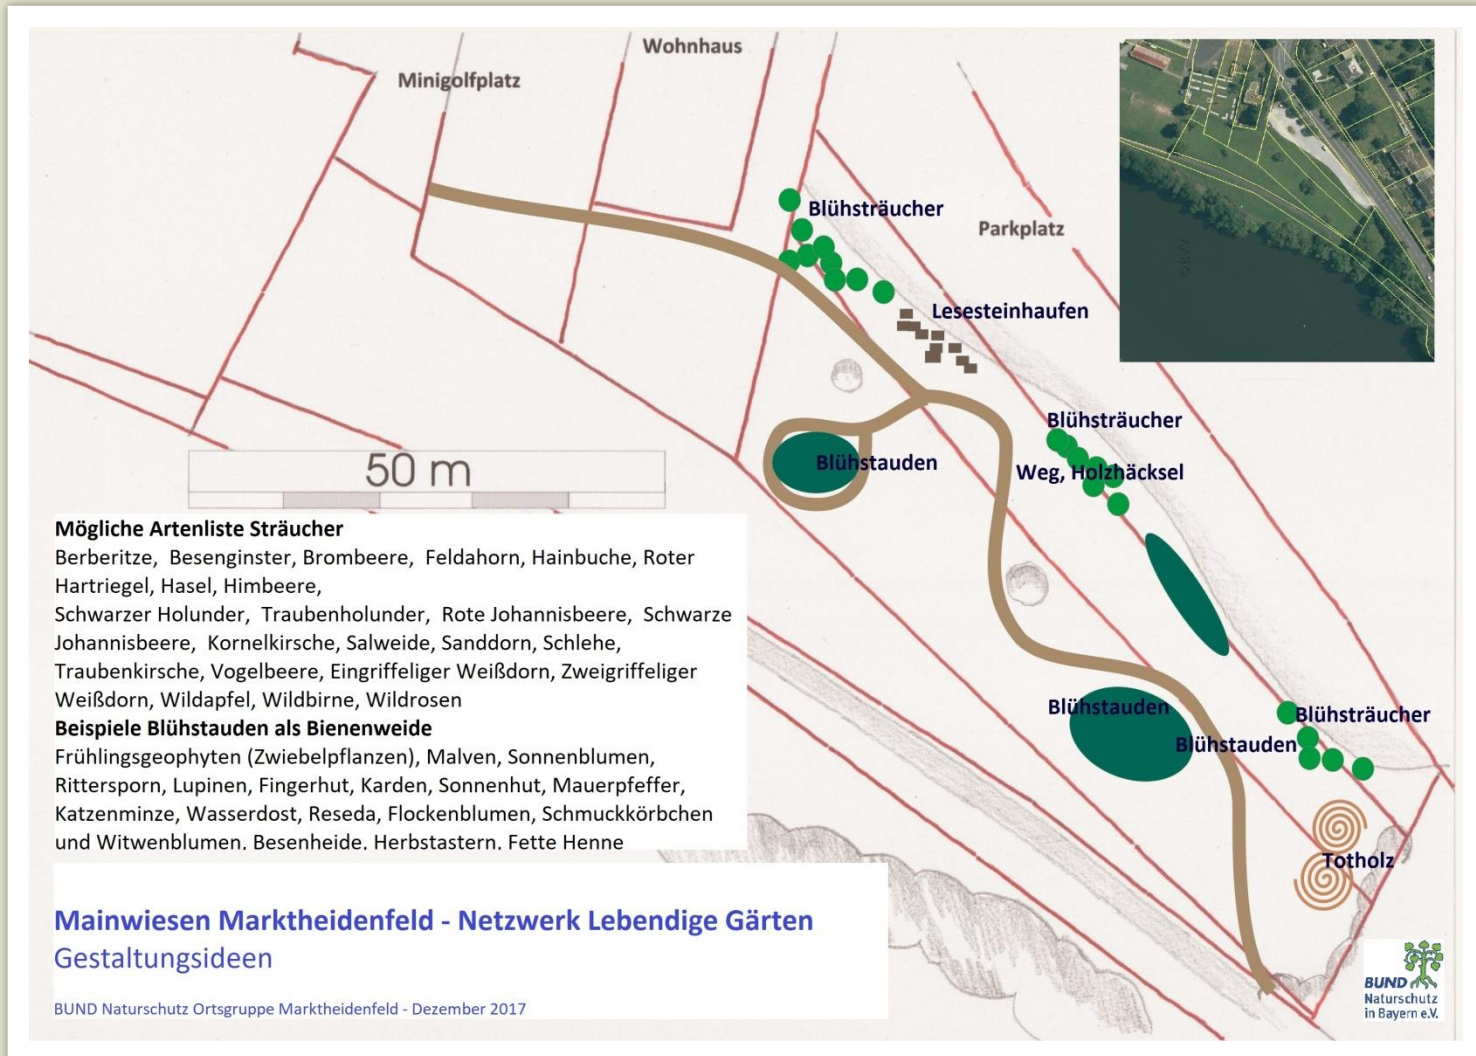 Wohnhaus
Minigolfplatz
Blühsträucher
Parkplatz
Lesesteinhaufen
Blühsträucher
Blühstauden
Weg, Holzhäcksel
50 m
Mögliche Artenliste Sträucher
Berberitze, Besenginster, Brombeere, Feldahorn, Hainbuche, Roter
Hartriegel, Hasel, Himbeere,
Schwarzer Holunder, Traubenholunder, Rote Johannisbeere, Schwarze
Johannisbeere, Kornelkirsche, Salweide, Sanddorn, Schlehe,
Traubenkirsche, Vogelbeere, Eingriffeliger Weißdorn, Zweigriffeliger
Weißdorn, Wildapfel, Wildbirne, Wildrosen
Beispiele Blühstauden als Bienenweide
Frühlingsgeophyten (Zwiebelpflanzen), Malven, Sonnenblumen,
Rittersporn, Lupinen, Fingerhut, Karden, Sonnenhut, Mauerpfeffer,
Katzenminze, Wasserdost, Reseda, Flockenblumen, Schmuckkörbchen
und Witwenblumen, Besenheide, Herbstastern, Fette Henne
Blühstauden
Blühsträucher
Blühstauden
Totholz
Mainwiesen Marktheidenfeld - Netzwerk Lebendige Gärten
Gestaltungsideen
BUND Naturschutz Ortsgruppe Marktheidenfeld - Dezember 2017
BUND
Naturschutz
in Bayern e.V.